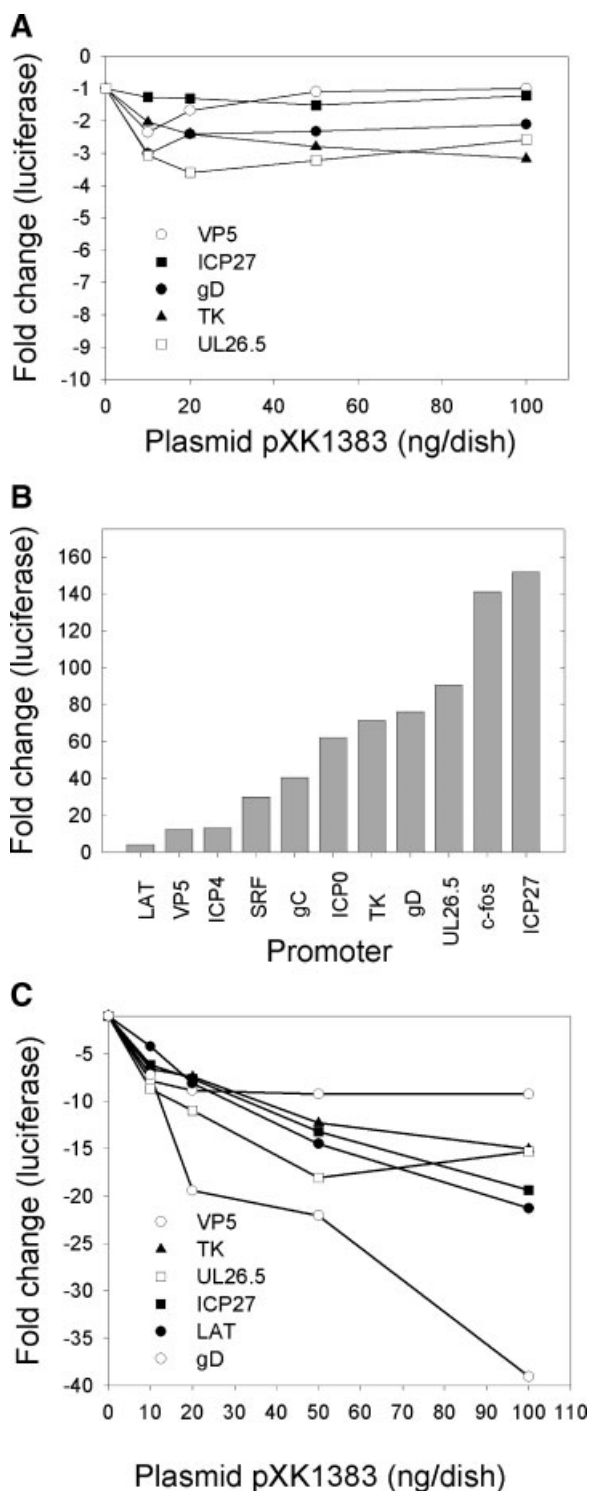 A
Fold change (luciferase)
0
-1
-2
-3
-4
-5
-6
-7
-8
-9
-10
VP5
ICP27
gD
TK
UL26.5
0 20 40 60 80 100
Plasmid pXK1383 (ng/dish)
B
Fold change (luciferase)
160
140
120
100
80
60
40
20
0
LAT VP5 ICP4 SRF gC ICP0 TK gD UL26.5 c-fos ICP27
Promoter
C
Fold change (luciferase)
-5
-10
-15
-20
-25
-30
-35
-40
VP5
TK
UL26.5
ICP27
LAT
gD
0 10 20 30 40 50 60 70 80 90 100 110
Plasmid pXK1383 (ng/dish)